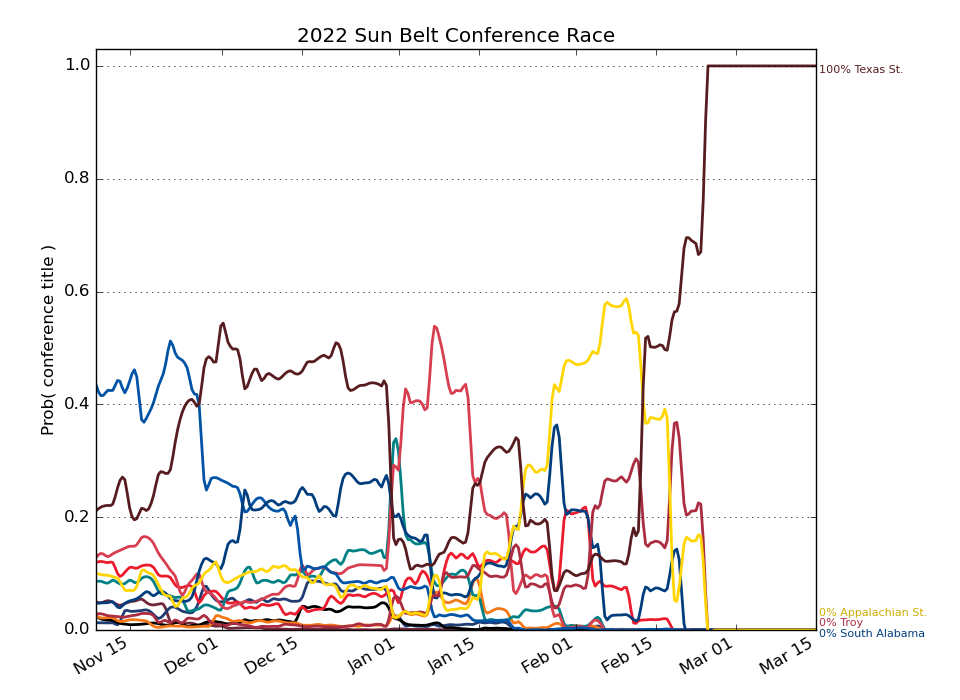 2022 Sun Belt Conference Race
Prob( conference title )
1.0
0.8
0.6
0.4
0.2
0.0
100% Texas St.
0% Appalachian St.
0% Troy
0% South Alabama
Nov 15
Dec 01
Dec 15
Jan 01
Jan 15
Feb 01
Feb 15
Mar 01
Mar 15